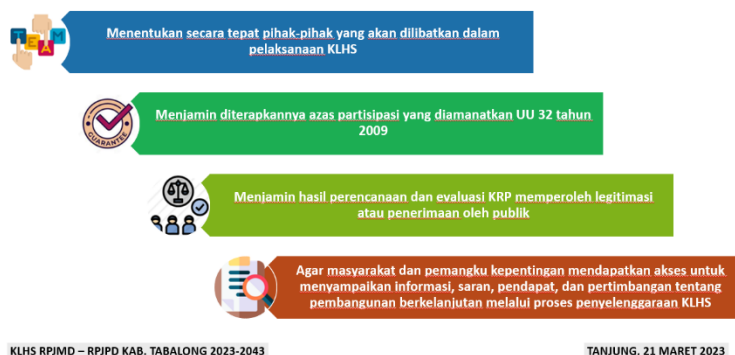 TEAM
Menentukan secara tepat pihak-pihak yang akan dilibatkan dalam
pelaksanaan KLHS
GUARANTEE
Menjamin diterapkannya azas partisipasi yang diamanatkan UU 32 tahun
2009
Menjamin hasil perencanaan dan evaluasi KRP memperoleh legitimasi
atau penerimaan oleh publik
Agar masyarakat dan pemangku kepentingan mendapatkan akses untuk
menyampaikan informasi, saran, pendapat, dan pertimbangan tentang
pembangunan berkelanjutan melalui proses penyelenggaraan KLHS
KLHS RPJMD – RPJPD KAB. TABALONG 2023-2043
TANJUNG, 21 MARET 2023